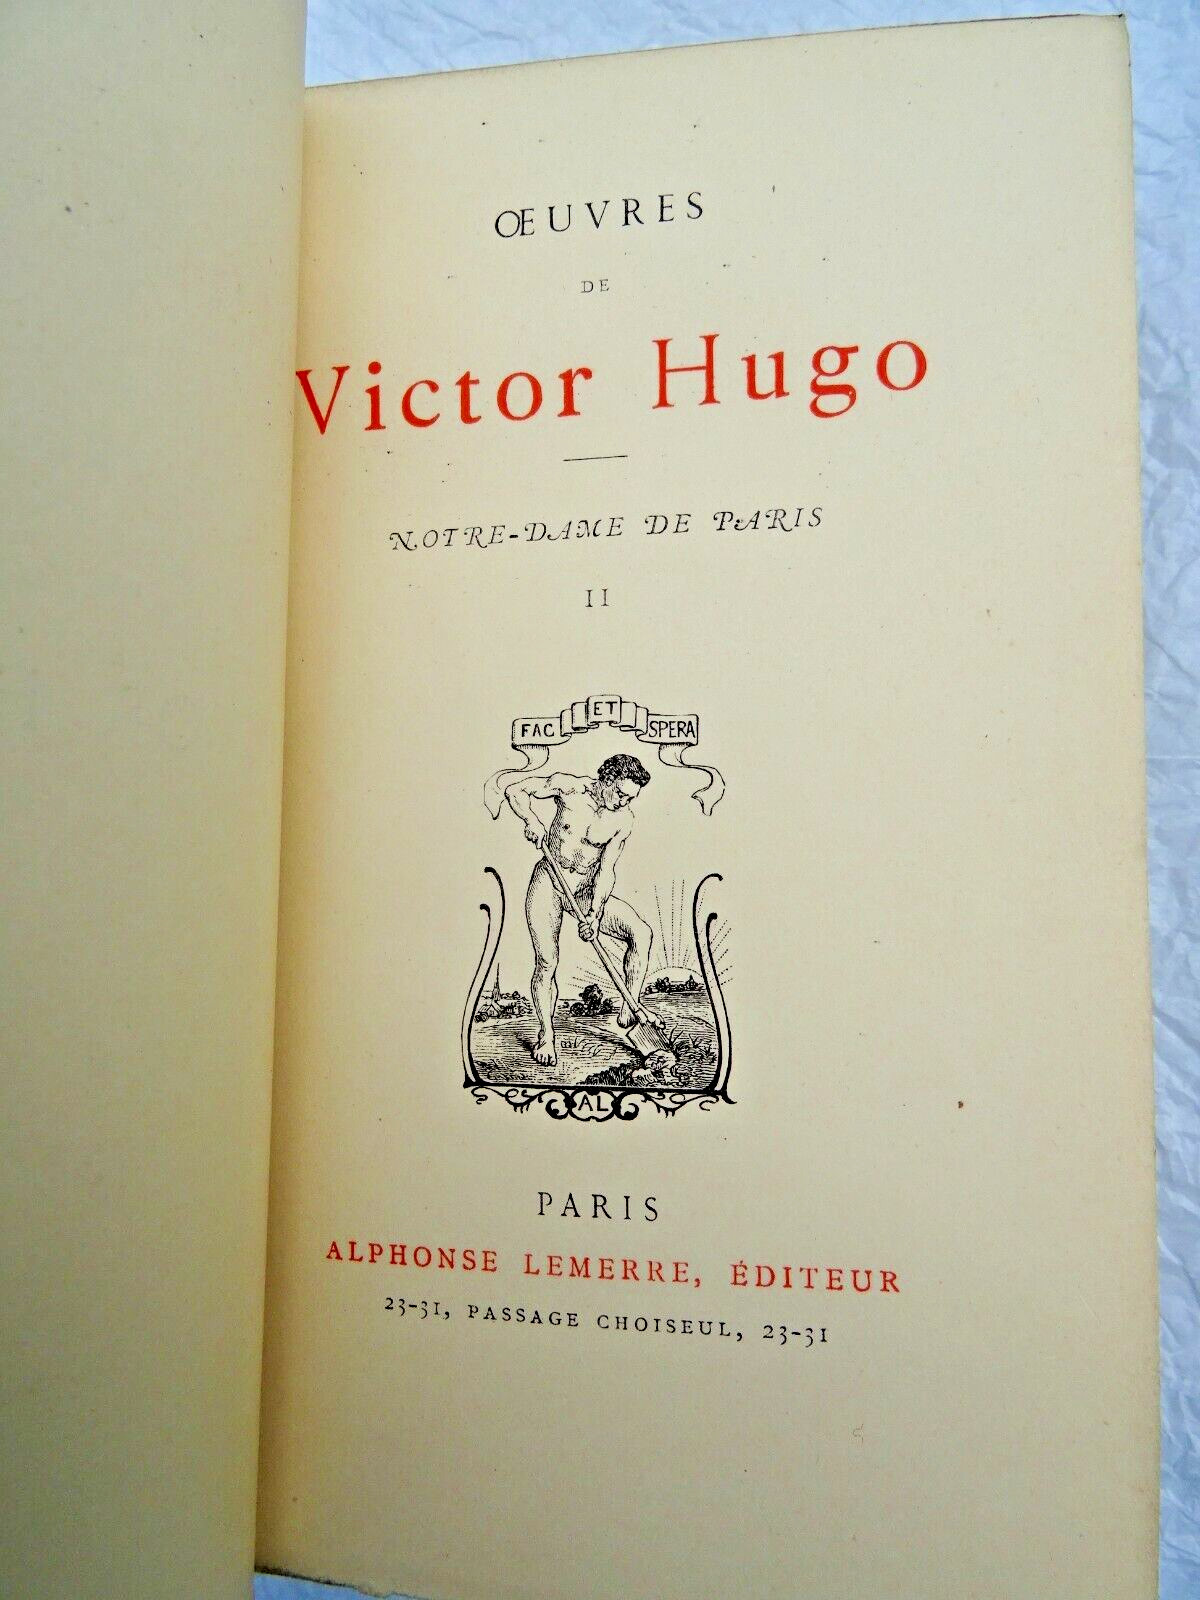 ŒUVRES
DE
Victor Hugo
NOTRE-DAME DE PARIS
II
FAC ET SPERA
AL
PARIS
ALPHONSE LEMERRE, ÉDITEUR
23-31, PASSAGE CHOISEUL, 23-31